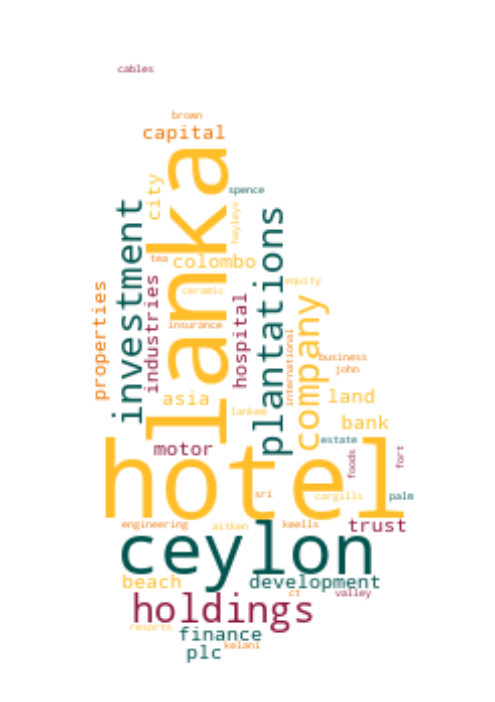 cables
brown
capital
lanka
city
spence
investment
hayleys
plantations
tea
colombo
properties
industries
ceramic
equity
hospital
company
insurance
international
business
john
asia
land
lankem
bank
motor
estate
hotel
foods
fort
sri
cargills
palm
engineering
aitken
keells
trust
ceylon
beach
development
ct
valley
holdings
resorts
finance
kelani
plc